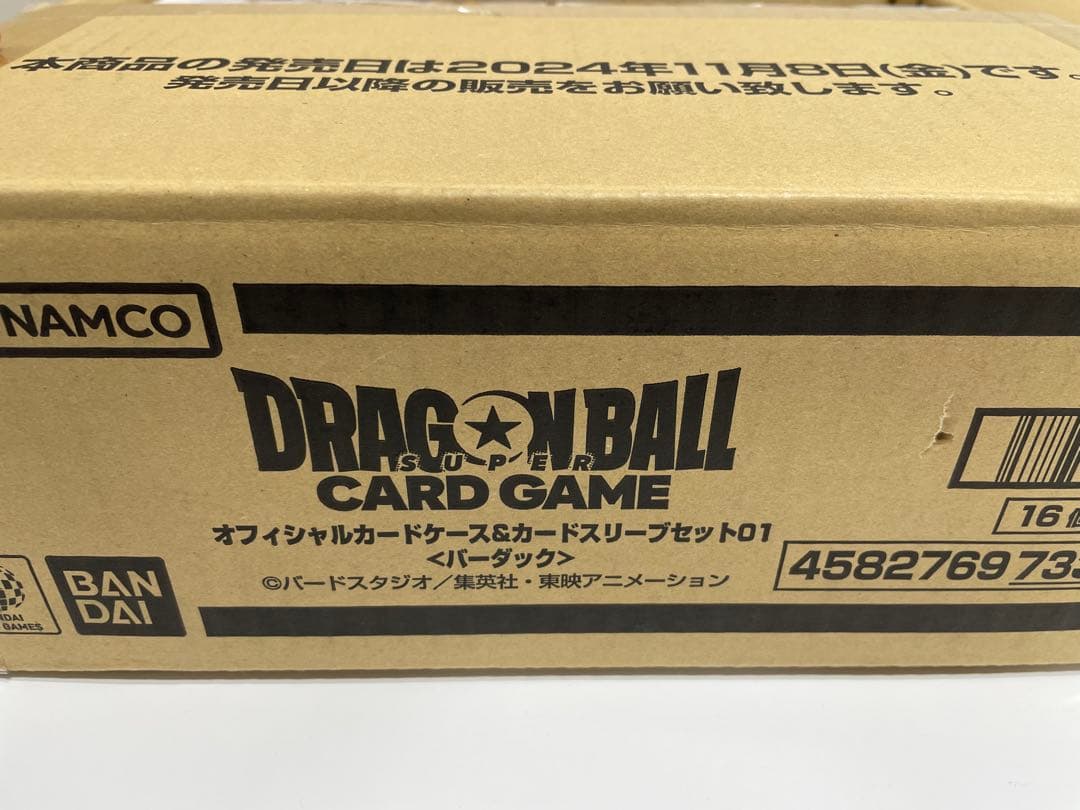 本商品の発売日は2024年11月8日(金)です。
発売日以降の販売をお願い致します。
NAMCO
DRAGONBALL
SUPER
CARD GAME
オフィシャルカードケース&カードスリーブセット01
<バーダック>
©バードスタジオ／集英社・東映アニメーション
16
4582769
BAN
DAI
GAMES